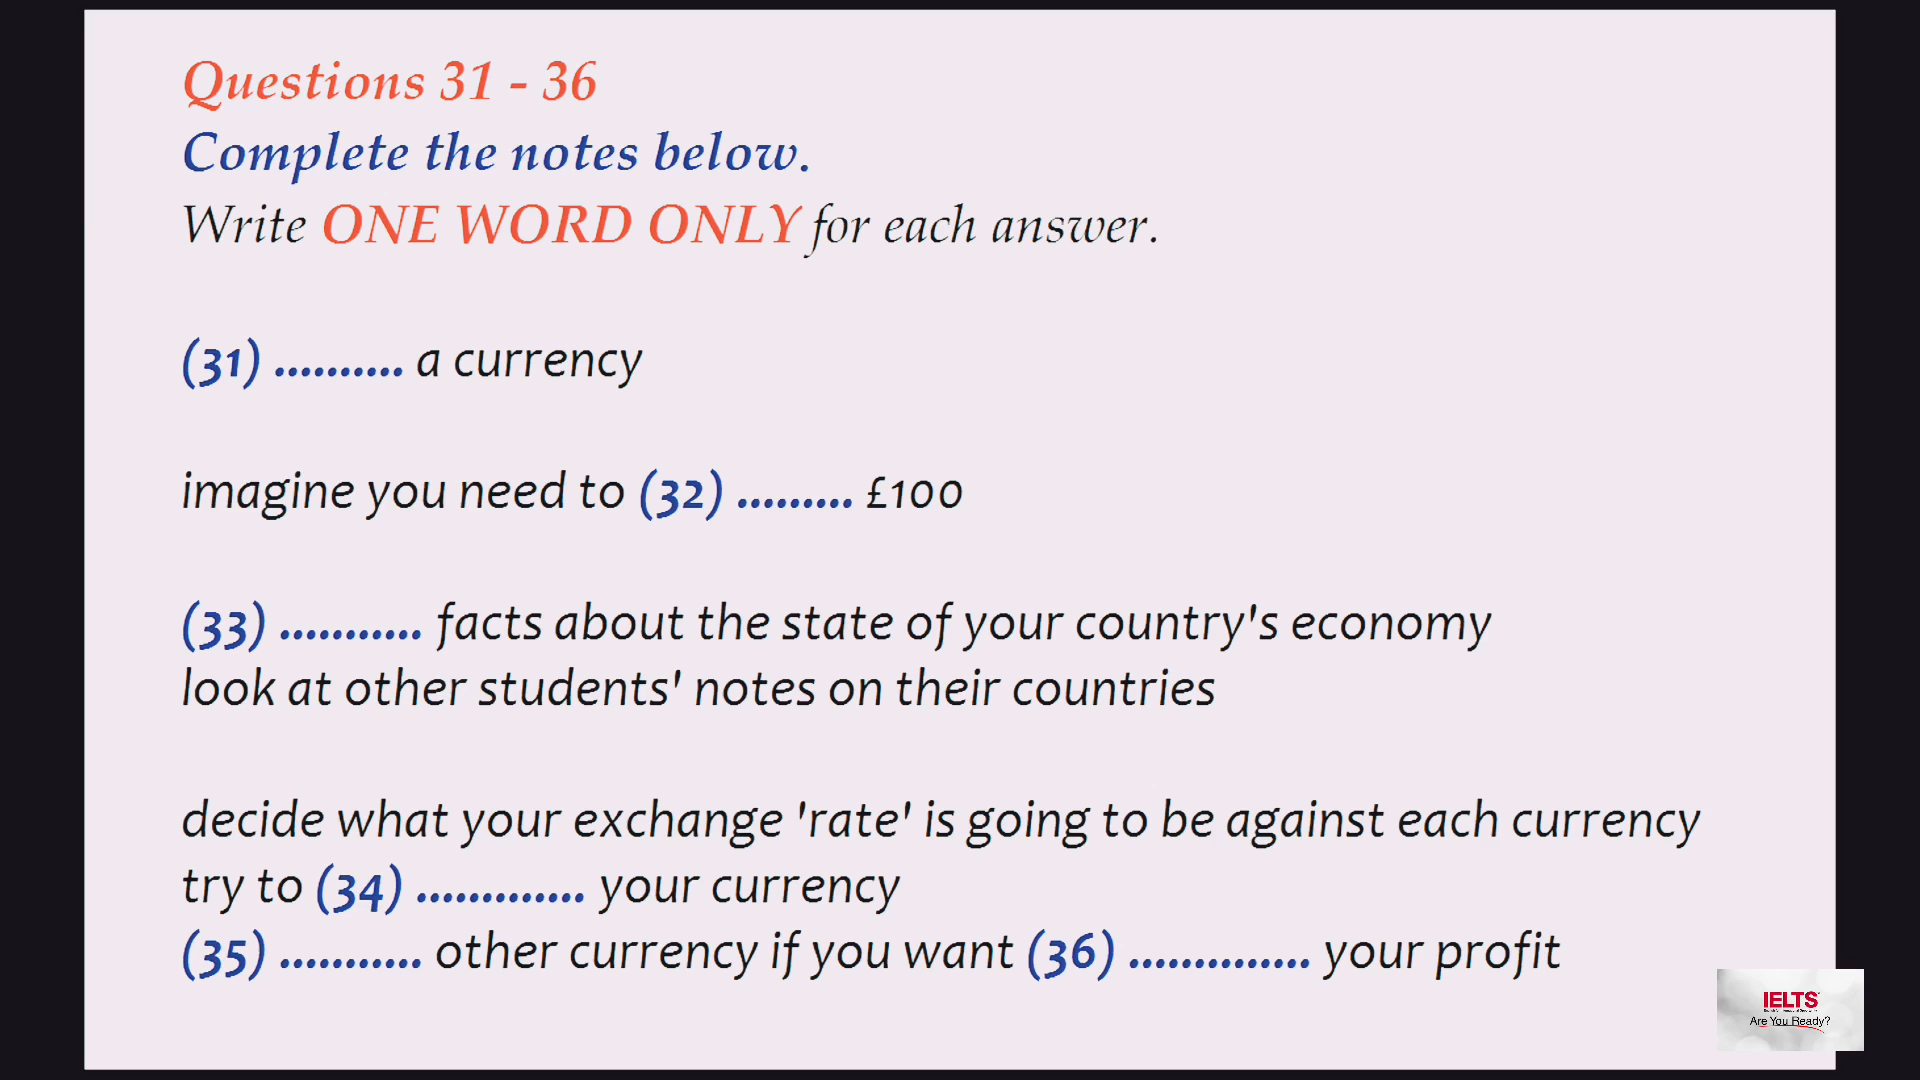 Questions 31 - 36
Complete the notes below.
Write ONE WORD ONLY for each answer.
(31) .......... a currency
imagine you need to (32) ......... £100
(33) ........... facts about the state of your country's economy
look at other students' notes on their countries
decide what your exchange 'rate' is going to be against each currency
try to (34) ............. your currency
(35) ........... other currency if you want (36) .............. your profit
IELTS
Are You Ready?